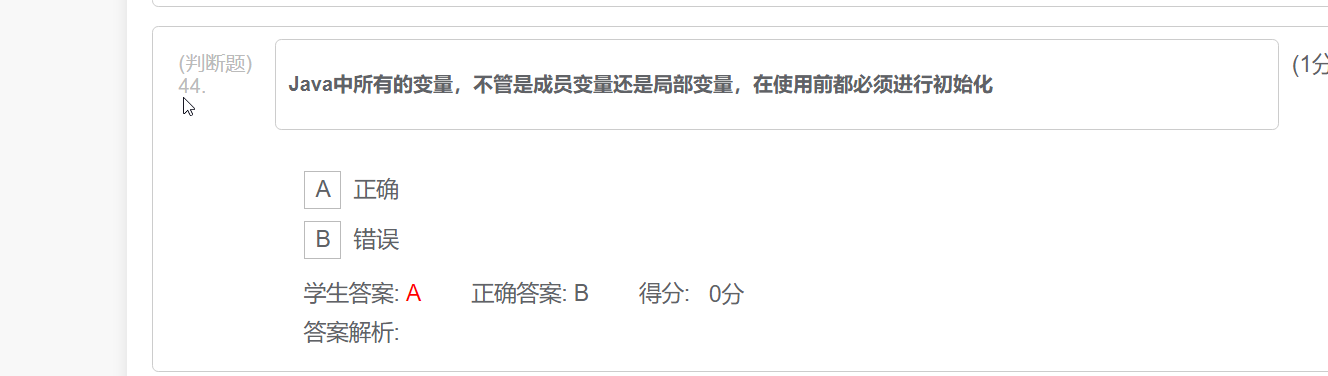 (判断题)
44.
Java中所有的变量，不管是成员变量还是局部变量，在使用前都必须进行初始化
(1分
A 正确
B 错误
学生答案: A 正确答案: B 得分: 0分
答案解析: